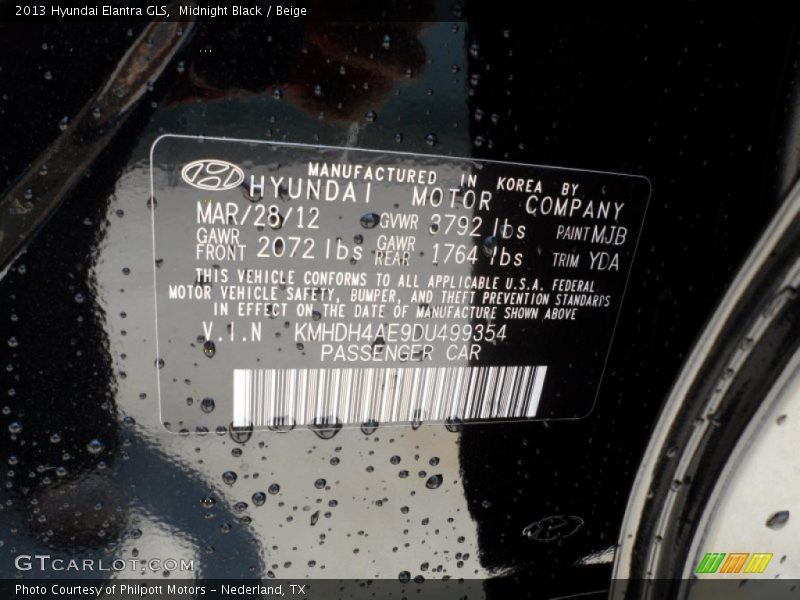 2013 Hyundai Elantra GLS,  Midnight Black / Beige
MANUFACTURED IN KOREA BY
HYUNDAI MOTOR COMPANY
MAR/28/12 GVWR 3792 lbs PAINT MJB
GAWR FRONT 2072 lbs GAWR REAR 1764 lbs TRIM YDA
THIS VEHICLE CONFORMS TO ALL APPLICABLE U.S.A. FEDERAL
MOTOR VEHICLE SAFETY, BUMPER, AND THEFT PREVENTION STANDARDS
IN EFFECT ON THE DATE OF MANUFACTURE SHOWN ABOVE
V.I.N KMHDH4AE9DU499354
PASSENGER CAR
GTCARLOT.COM
Photo Courtesy of Philpott Motors - Nederland, TX